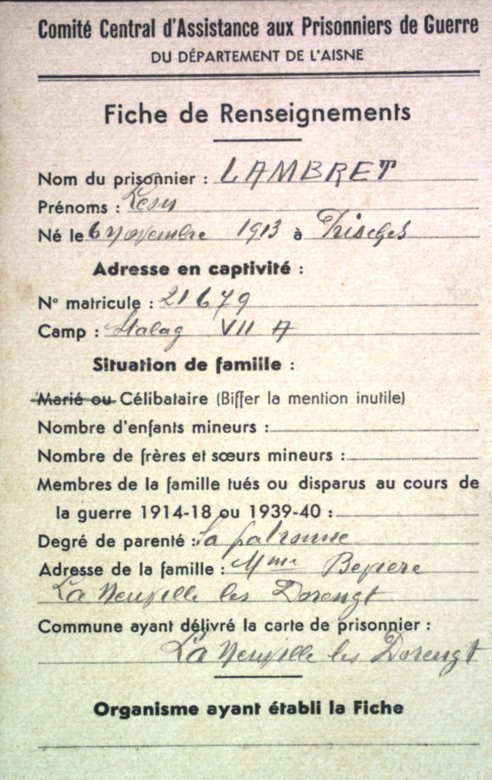 Comité Central d'Assistance aux Prisonniers de Guerre
DU DÉPARTEMENT DE L'AISNE
Fiche de Renseignements
Nom du prisonnier : LAMBRET
Prénoms : Léon
Né le 6 novembre 1913 à
Adresse en captivité :
N° matricule : 21679
Camp : Stalag VII A
Situation de famille :
Marié ou Célibataire (Biffer la mention inutile)
Nombre d'enfants mineurs :
Nombre de frères et sœurs mineurs :
Membres de la famille tués ou disparus au cours de
la guerre 1914-18 ou 1939-40 :
Degré de parenté : Sa patronne
Adresse de la famille : Mme
La Neuville les Dorengt
Commune ayant délivré la carte de prisonnier :
La Neuville les Dorengt
Organisme ayant établi la Fiche